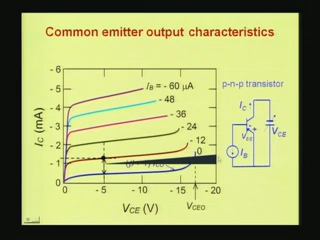 Common emitter output characteristics
- 6
- 5
- 4
- 3
- 2
- 1
0
I_C (mA)
I_B = - 60 μA
- 48
- 36
- 24
- 12
0
0
- 5
- 10
- 15
- 20
V_CE (V)
V_CEO
p-n-p transistor
I_C
V_CE
I_B